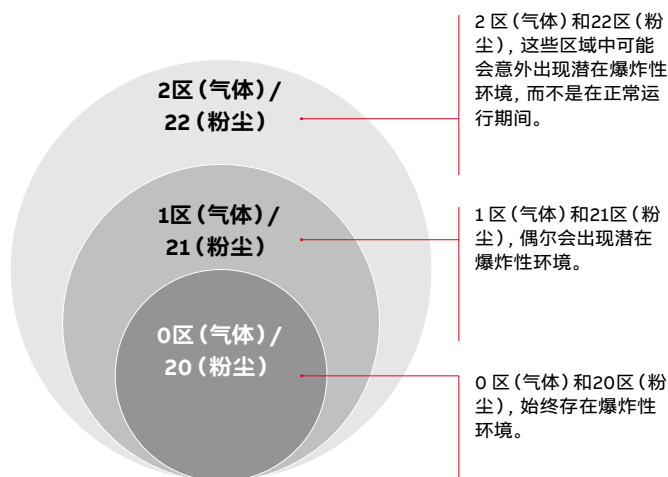 2区（气体）/
22（粉尘）
1区（气体）/
21（粉尘）
0区（气体）/
20（粉尘）
2 区（气体）和22区（粉
尘），这些区域中可能
会意外出现潜在爆炸性
环境，而不是在正常运
行期间。
1 区（气体）和21区（粉
尘），偶尔会出现潜在
爆炸性环境。
0 区（气体）和20区（粉
尘），始终存在爆炸性
环境。